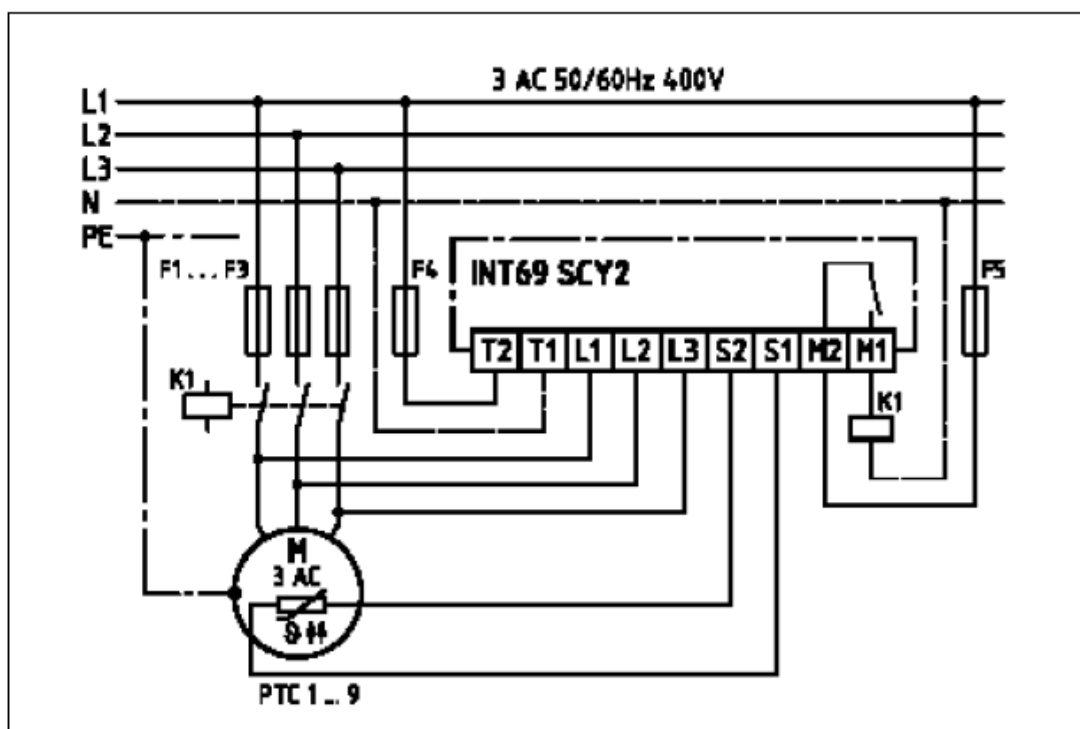 3 AC 50/60Hz 400V
L1
L2
L3
N
PE
F1...F3
F4
INT69 SCY2
F5
T2 T1 L1 L2 L3 S2 S1 M2 M1
K1
K1
M
3 AC
PTC 1...9